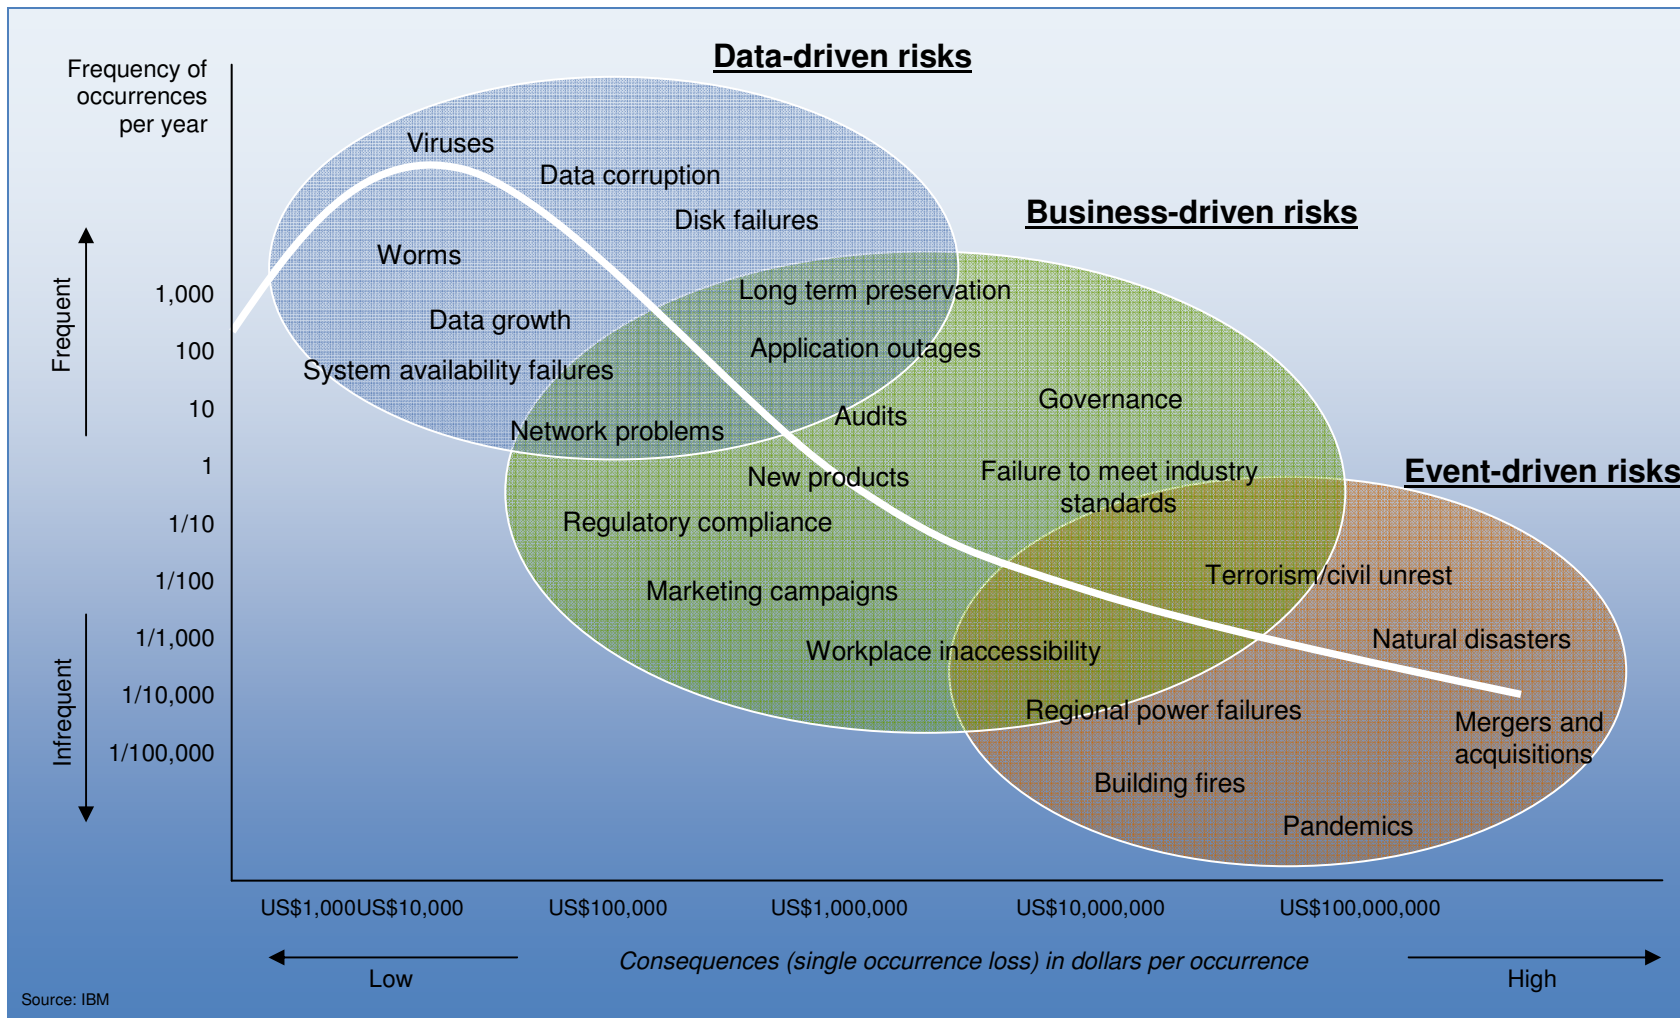 Data-driven risks
Frequency of
occurrences
per year
Viruses
Data corruption
Business-driven risks
Disk failures
Worms
Frequent
1,000
Long term preservation
Data growth
100
Application outages
System availability failures
Governance
10
Audits
Network problems
1
New products
Failure to meet industry
standards
Event-driven risks
1/10
Regulatory compliance
1/100
Terrorism/civil unrest
Marketing campaigns
1/1,000
Natural disasters
Workplace inaccessibility
Infrequent
1/10,000
Regional power failures
Mergers and
acquisitions
1/100,000
Building fires
Pandemics
US$1,000 US$10,000 US$100,000 US$1,000,000 US$10,000,000 US$100,000,000
Consequences (single occurrence loss) in dollars per occurrence
Low
High
Source: IBM